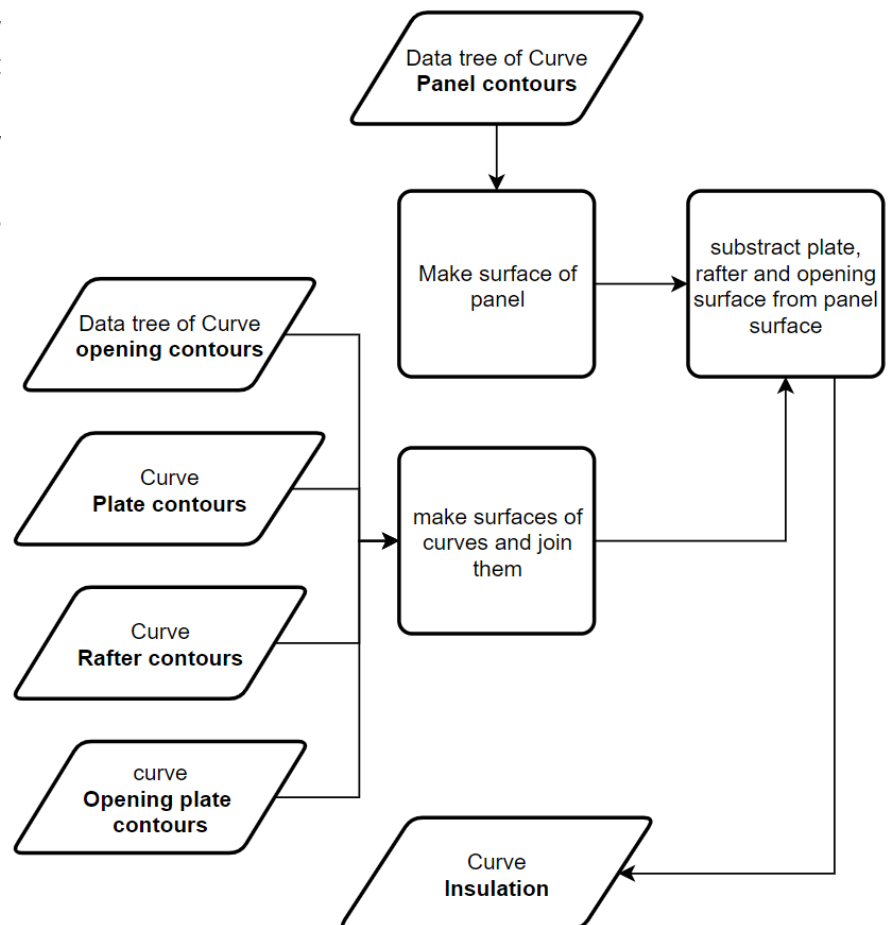 Data tree of Curve
Panel contours
Make surface of
panel
substract plate,
rafter and opening
surface from panel
surface
Data tree of Curve
opening contours
Curve
Plate contours
make surfaces of
curves and join
them
Curve
Rafter contours
curve
Opening plate
contours
Curve
Insulation